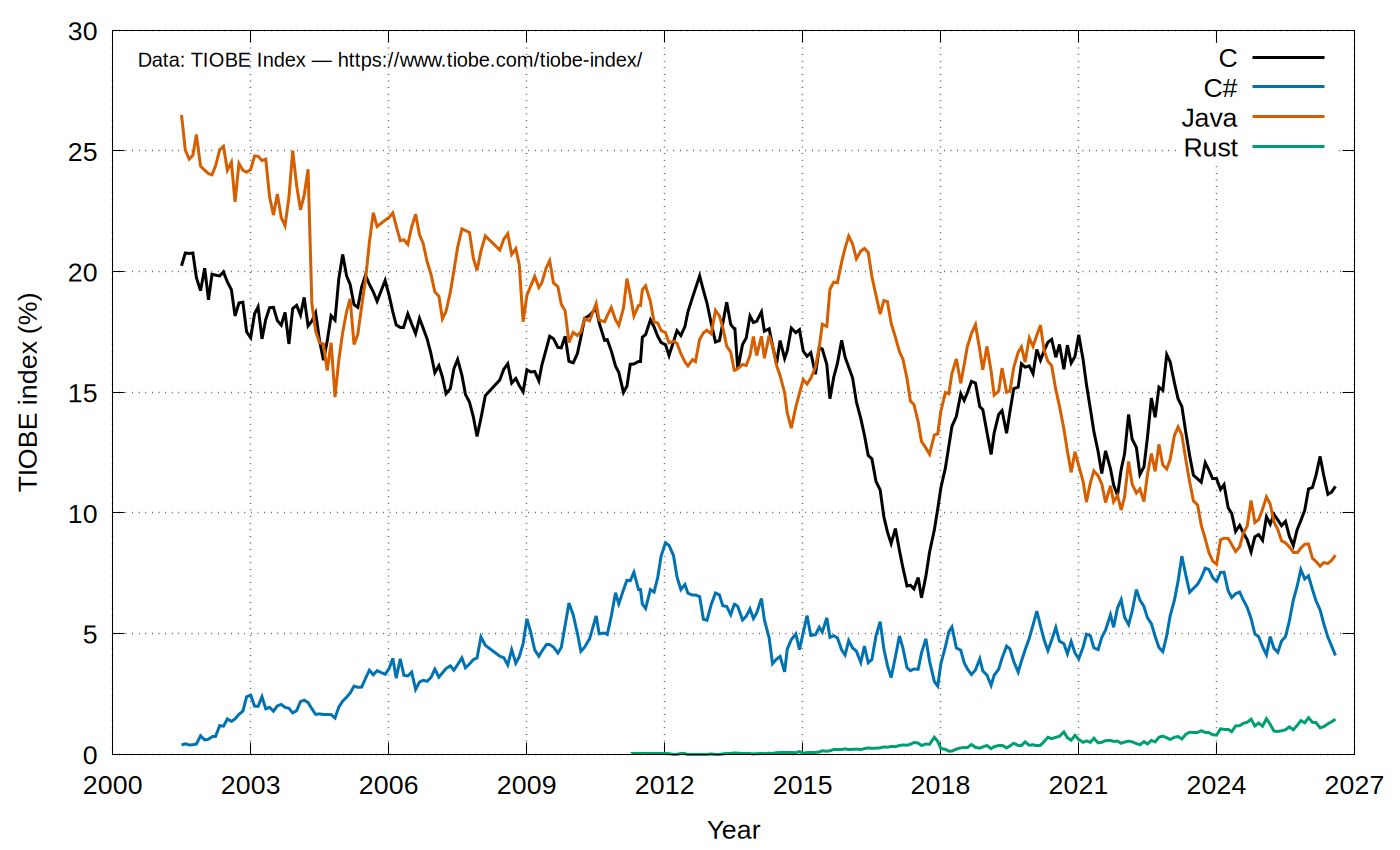 30
Data: TIOBE Index — https://www.tiobe.com/tiobe-index/
C
C#
Java
Rust
25
20
15
10
5
0
TIOBE index (%)
2000 2003 2006 2009 2012 2015 2018 2021 2024 2027
Year